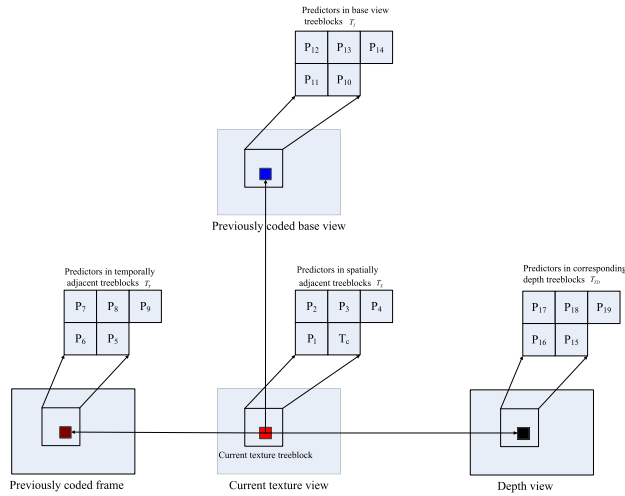 Predictors in base view
treeblocks T_i
P12 P13 P14
P11 P10
Previously coded base view
Predictors in temporally
adjacent treeblocks T_T
P7 P8 P9
P6 P5
Predictors in spatially
adjacent treeblocks T_S
P2 P3 P4
P1 Tc
Predictors in corresponding
depth treeblocks T_TD
P17 P18 P19
P16 P15
Current texture treeblock
Previously coded frame
Current texture view
Depth view